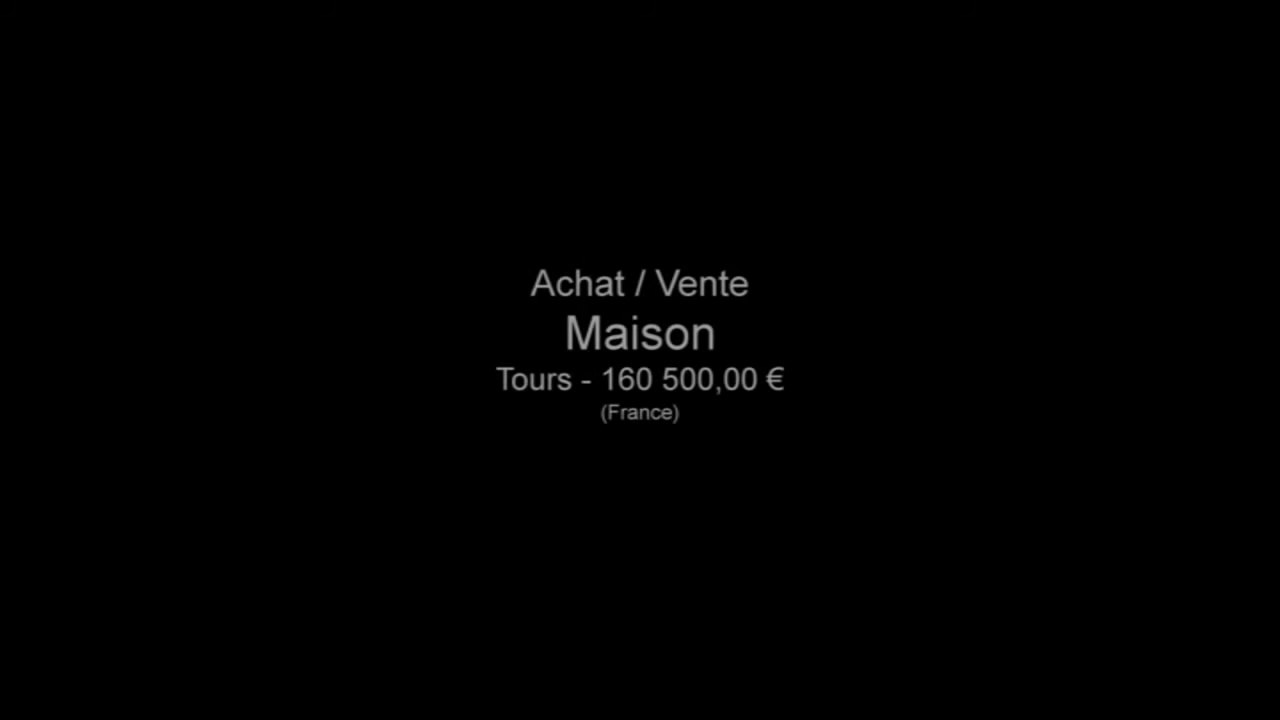 Achat / Vente
Maison
Tours - 160 500,00 €
(France)